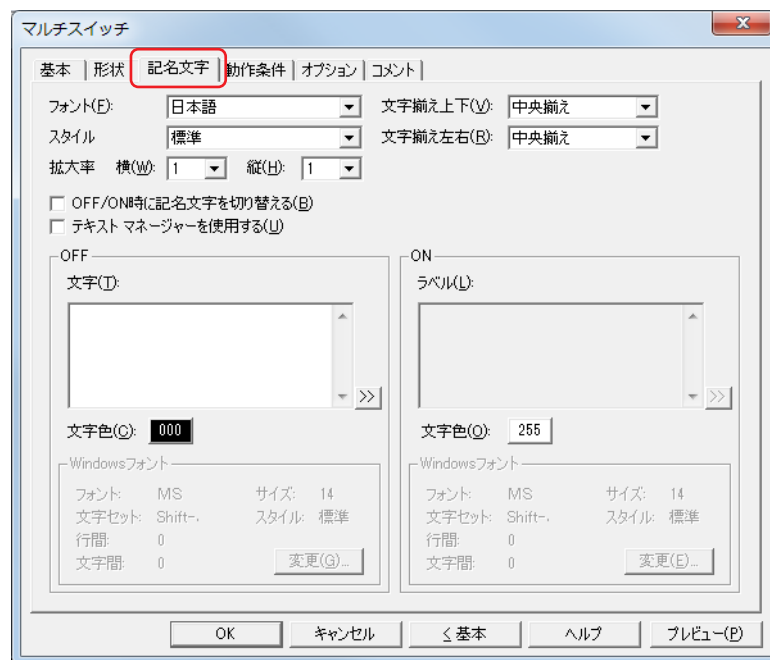 マルチスイッチ
基本 形状 記名文字 動作条件 オプション コメント
フォント(F): 日本語 文字揃え上下(V): 中央揃え
スタイル 標準 文字揃え左右(R): 中央揃え
拡大率 横(W): 1 縦(H): 1
OFF/ON時に記名文字を切り替える(B)
テキスト マネージャーを使用する(U)
OFF ON
文字(T): ラベル(L):
>> >>
文字色(C): 000 文字色(O): 255
Windowsフォント Windowsフォント
フォント: MS サイズ: 14 フォント: MS サイズ: 14
文字セット: Shift-. スタイル: 標準 文字セット: Shift-. スタイル: 標準
行間: 0 行間: 0
文字間: 0 変更(G)... 文字間: 0 変更(E)...
OK キャンセル < 基本 ヘルプ プレビュー(P)